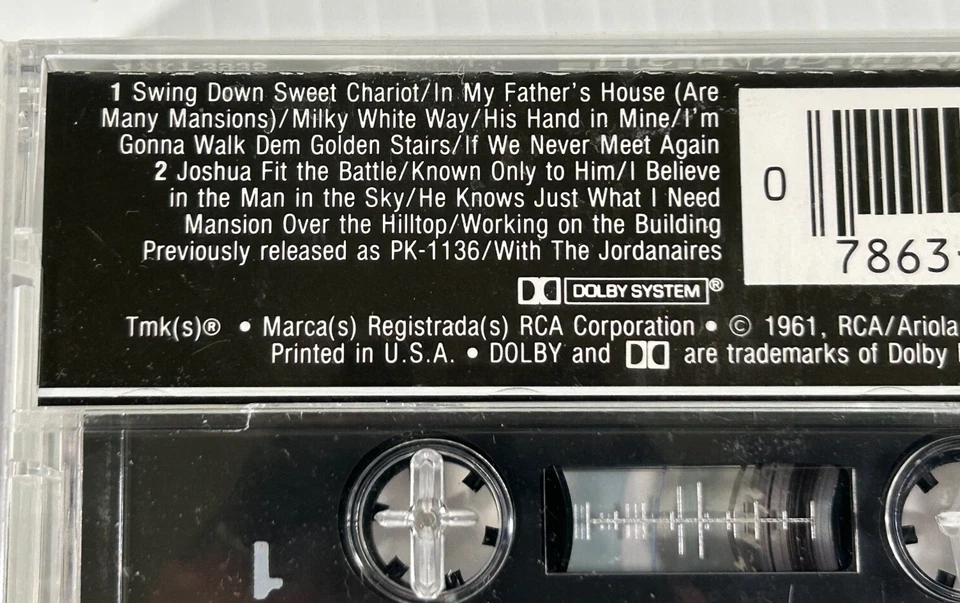 1 Swing Down Sweet Chariot/In My Father's House (Are
Many Mansions)/Milky White Way/His Hand in Mine/I'm
Gonna Walk Dem Golden Stairs/If We Never Meet Again
2 Joshua Fit the Battle/Known Only to Him/I Believe
in the Man in the Sky/He Knows Just What I Need
Mansion Over the Hilltop/Working on the Building
Previously released as PK-1136/With The Jordanaires
DOLBY SYSTEM®
Tmk(s)® • Marca(s) Registrada(s) RCA Corporation • © 1961, RCA/Ariola
Printed in U.S.A. • DOLBY and are trademarks of Dolby
0
7863
1